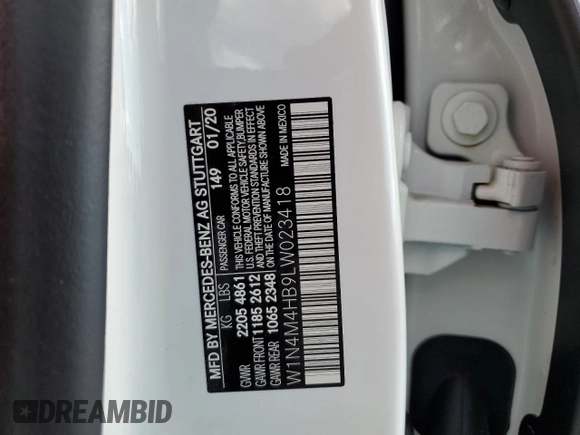 MFD BY MERCEDES-BENZ AG STUTTGART
KG LBS PASSENGER CAR 149 01/20
GVWR 2205 4861 THIS VEHICLE CONFORMS TO ALL APPLICABLE
GAWR FRONT 1185 2612 U.S. FEDERAL MOTOR VEHICLE SAFETY, BUMPER
GAWR REAR 1065 2348 AND THEFT PREVENTION STANDARDS IN EFFECT
ON THE DATE OF MANUFACTURE SHOWN ABOVE
W1N4M4HB9LW023418 MADE IN MEXICO
DREAMBID